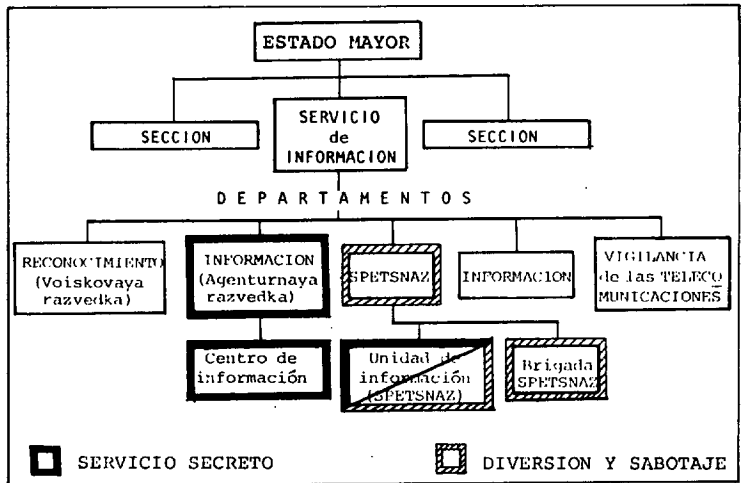 ESTADO MAYOR
SECCION
SERVICIO
de
INFORMACION
SECCION
DEPARTAMENTOS
RECONOCIMIENTO
(Voiskovaya
razvedka)
INFORMACION
(Agenturnaya
razvedka)
SPETSNAZ
INFORMACION
VIGILANCIA
de las TELECO
MUNICACIONES
Centro de
información
Unidad de
información
(SPETSNAZ)
Brigada
SPETSNAZ
SERVICIO SECRETO
DIVERSION Y SABOTAJE